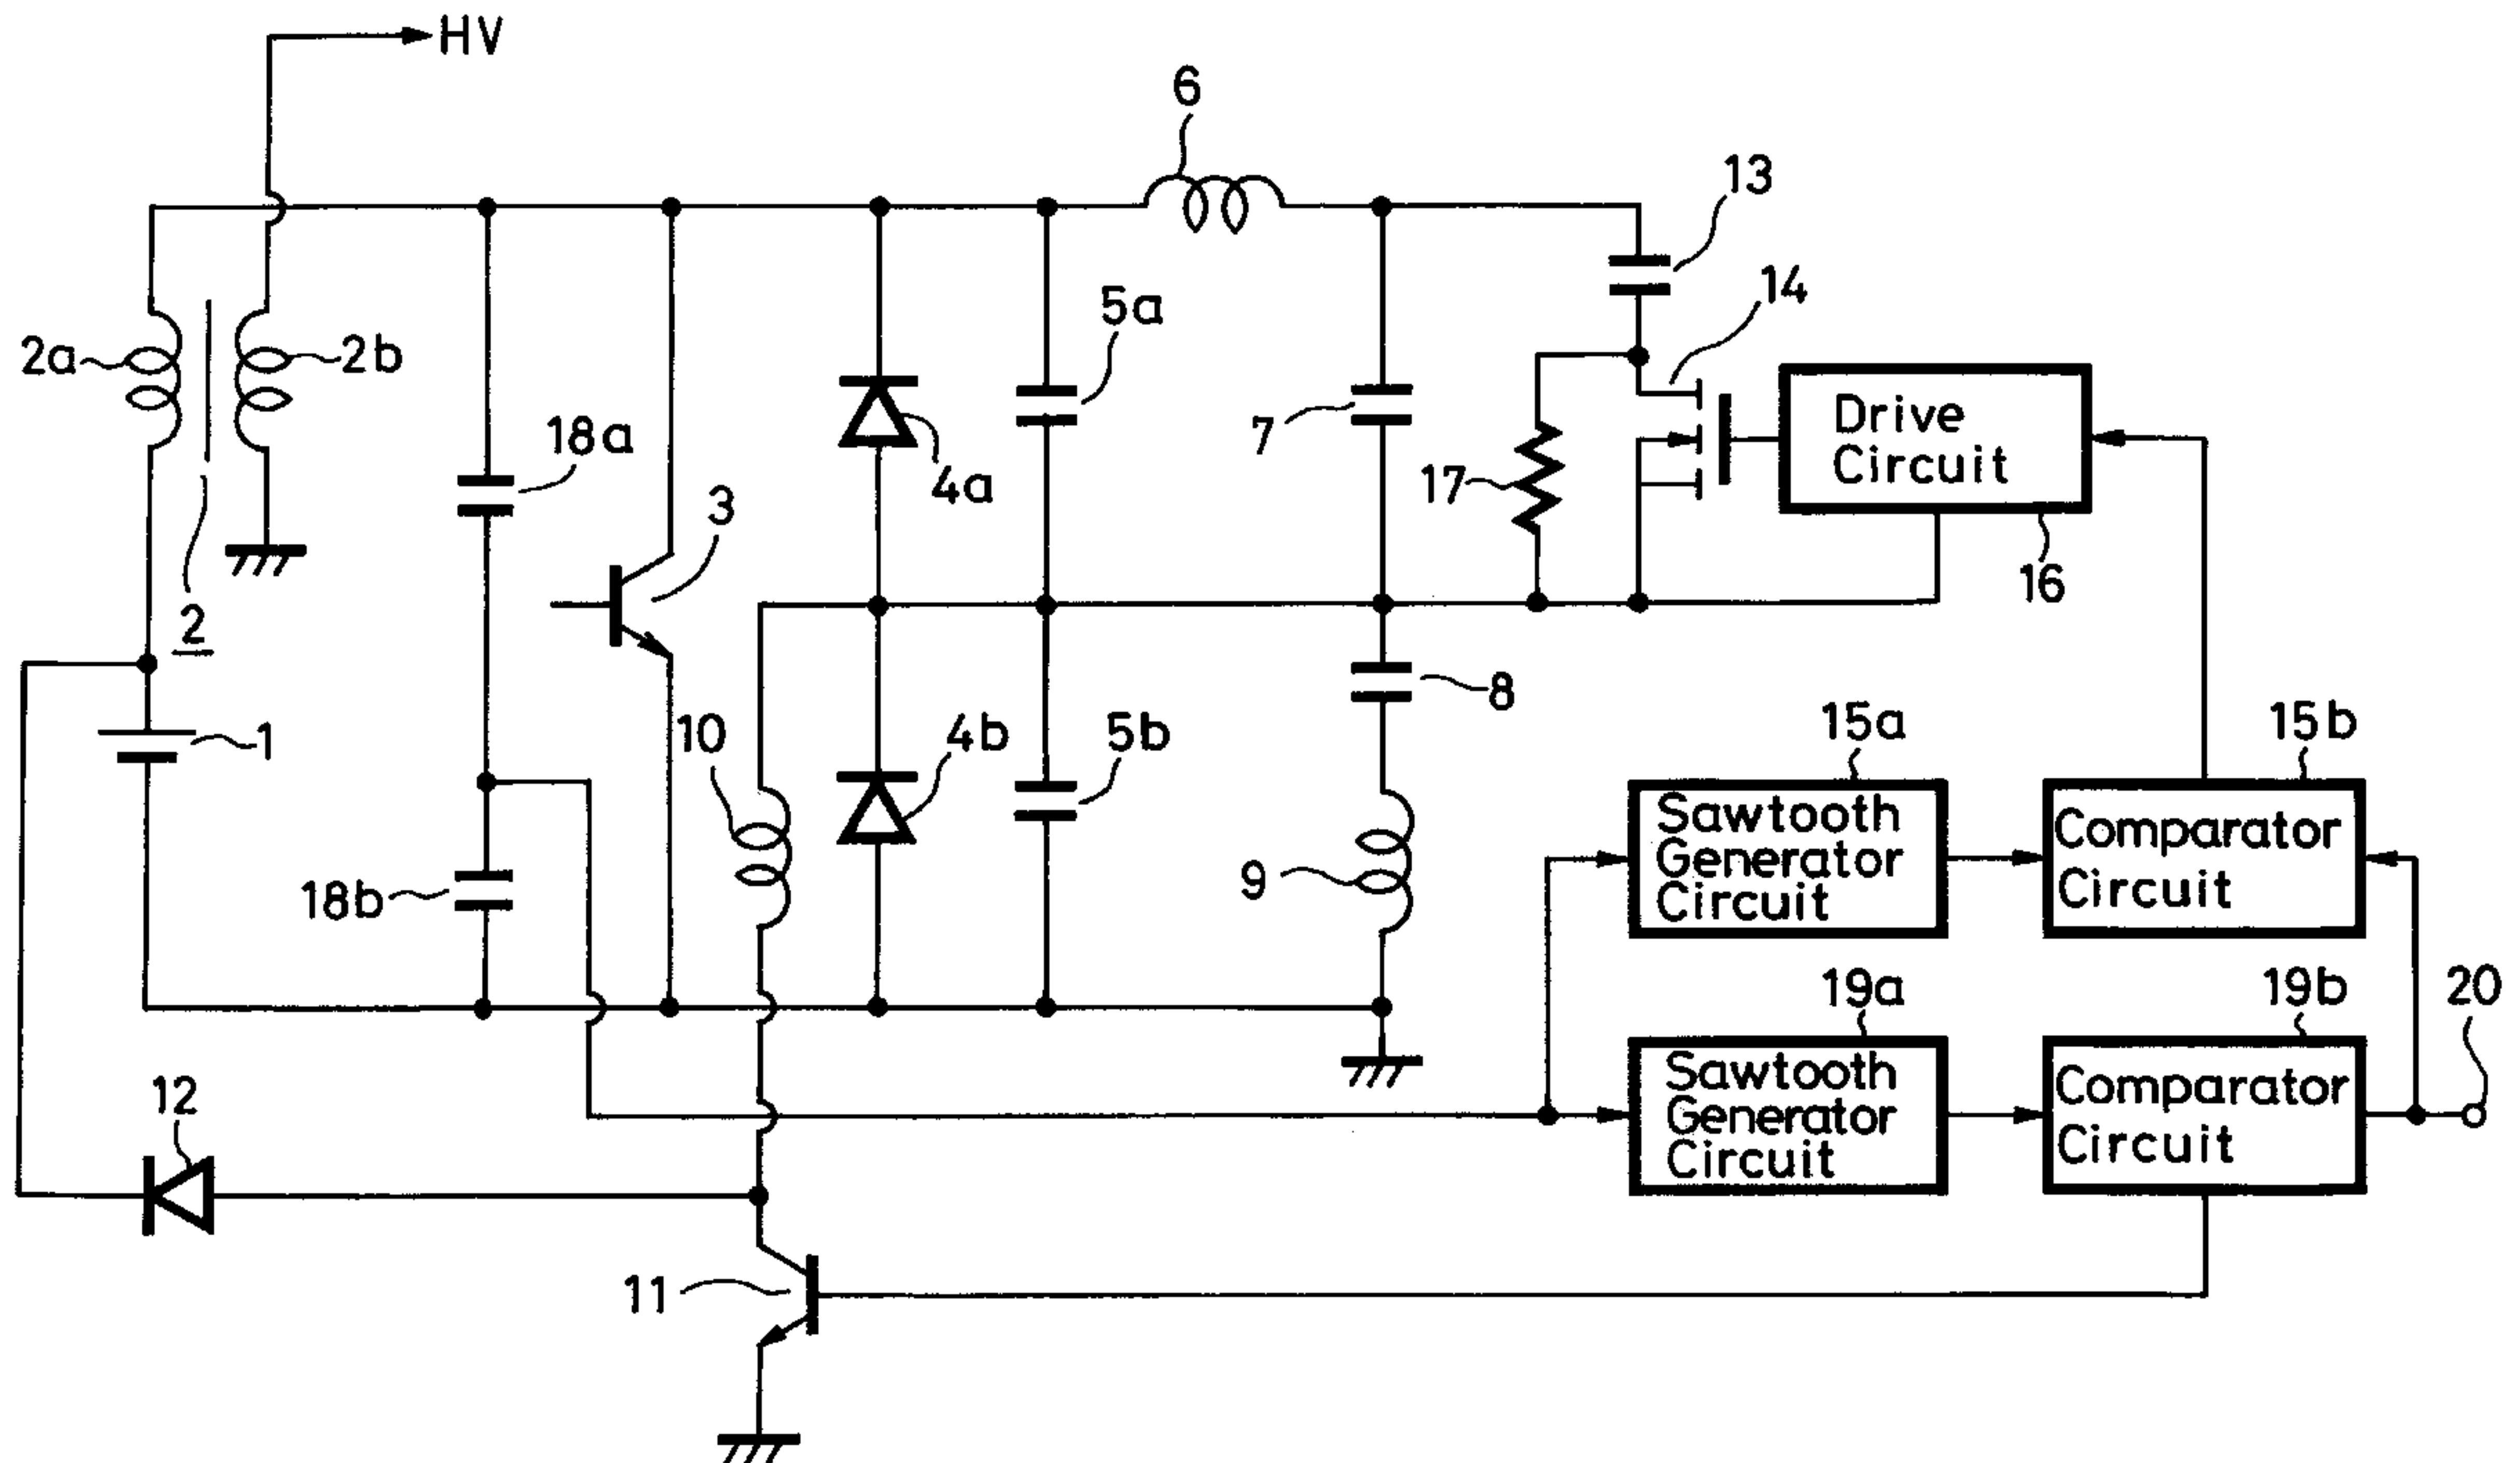 HV
6
13
14
5a
2a
2b
18a
7
Drive
Circuit
4a
17
3
16
2
8
1
10
4b
5b
15a
15b
Sawtooth
Generator
Circuit
Comparator
Circuit
18b
9
19a
19b
20
Sawtooth
Generator
Circuit
Comparator
Circuit
12
11